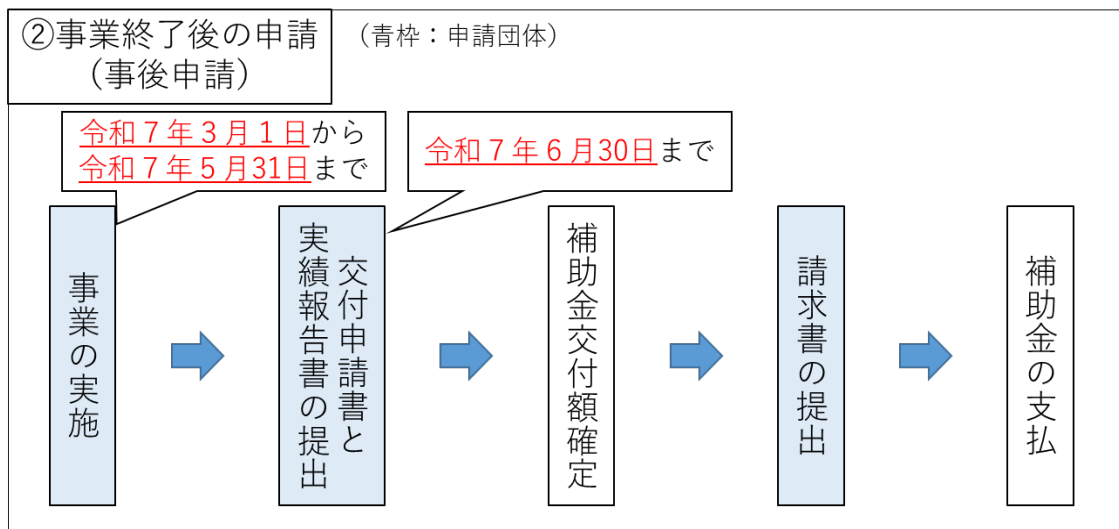 ②事業終了後の申請
（事後申請）
（青枠：申請団体）
令和７年３月１日から
令和７年５月31日まで
令和７年６月30日まで
事業の実施
交付申請書と
実績報告書の提出
補助金交付額確定
請求書の提出
補助金の支払